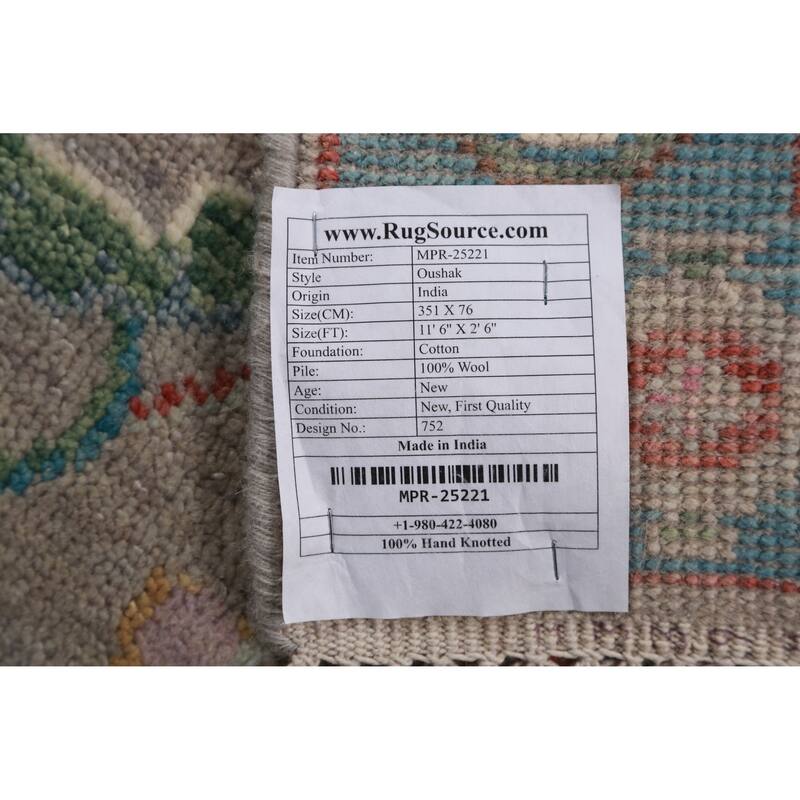 www.RugSource.com
Item Number: MPR-25221
Style Oushak
Origin India
Size(CM): 351 X 76
Size(FT): 11' 6" X 2' 6"
Foundation: Cotton
Pile: 100% Wool
Age: New
Condition: New, First Quality
Design No.: 752
Made in India
MPR-25221
+1-980-422-4080
100% Hand Knotted